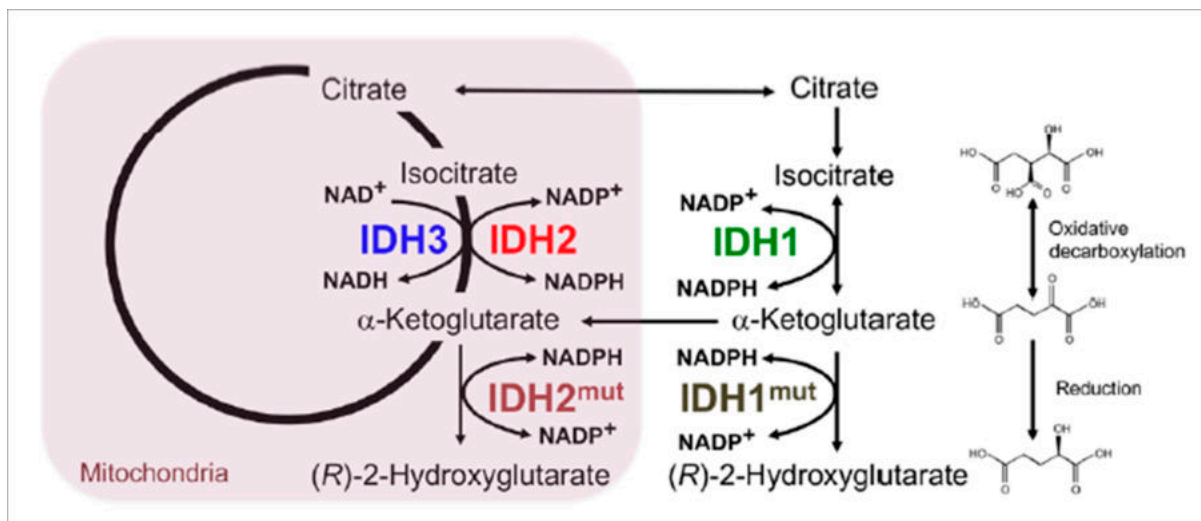 Citrate
Citrate
Isocitrate
Isocitrate
NAD+
NADP+
NADP+
IDH3
IDH2
IDH1
NADH
NADPH
NADPH
α-Ketoglutarate
α-Ketoglutarate
NADPH
NADPH
IDH2mut
IDH1mut
NADP+
NADP+
Mitochondria
(R)-2-Hydroxyglutarate
(R)-2-Hydroxyglutarate
OH
HO
OH
O
HO
O
O
Oxidative
decarboxylation
O
HO
OH
O
O
Reduction
OH
HO
OH
O
O